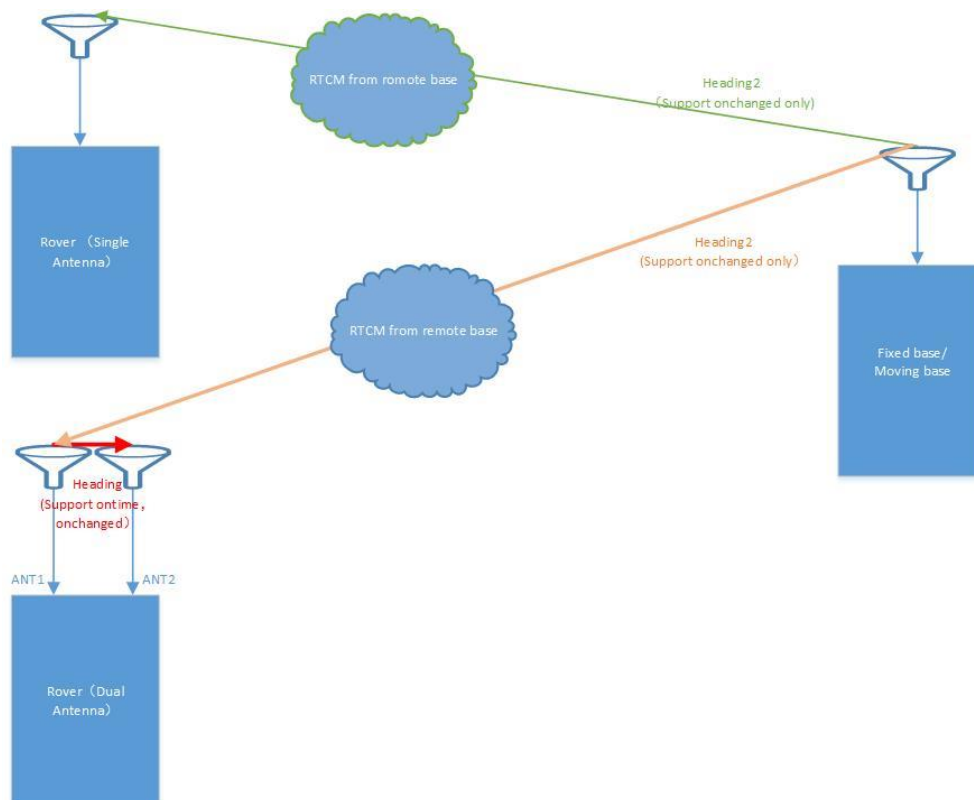 RTCM from romote base
Heading2
（Support onchanged only)
Rover （Single
Antenna）
Heading2
(Support onchanged only）
RTCM from remote base
Fixed base/
Moving base
Heading
(Support ontime,
onchanged）
ANT1
ANT2
Rover（Dual
Antenna）